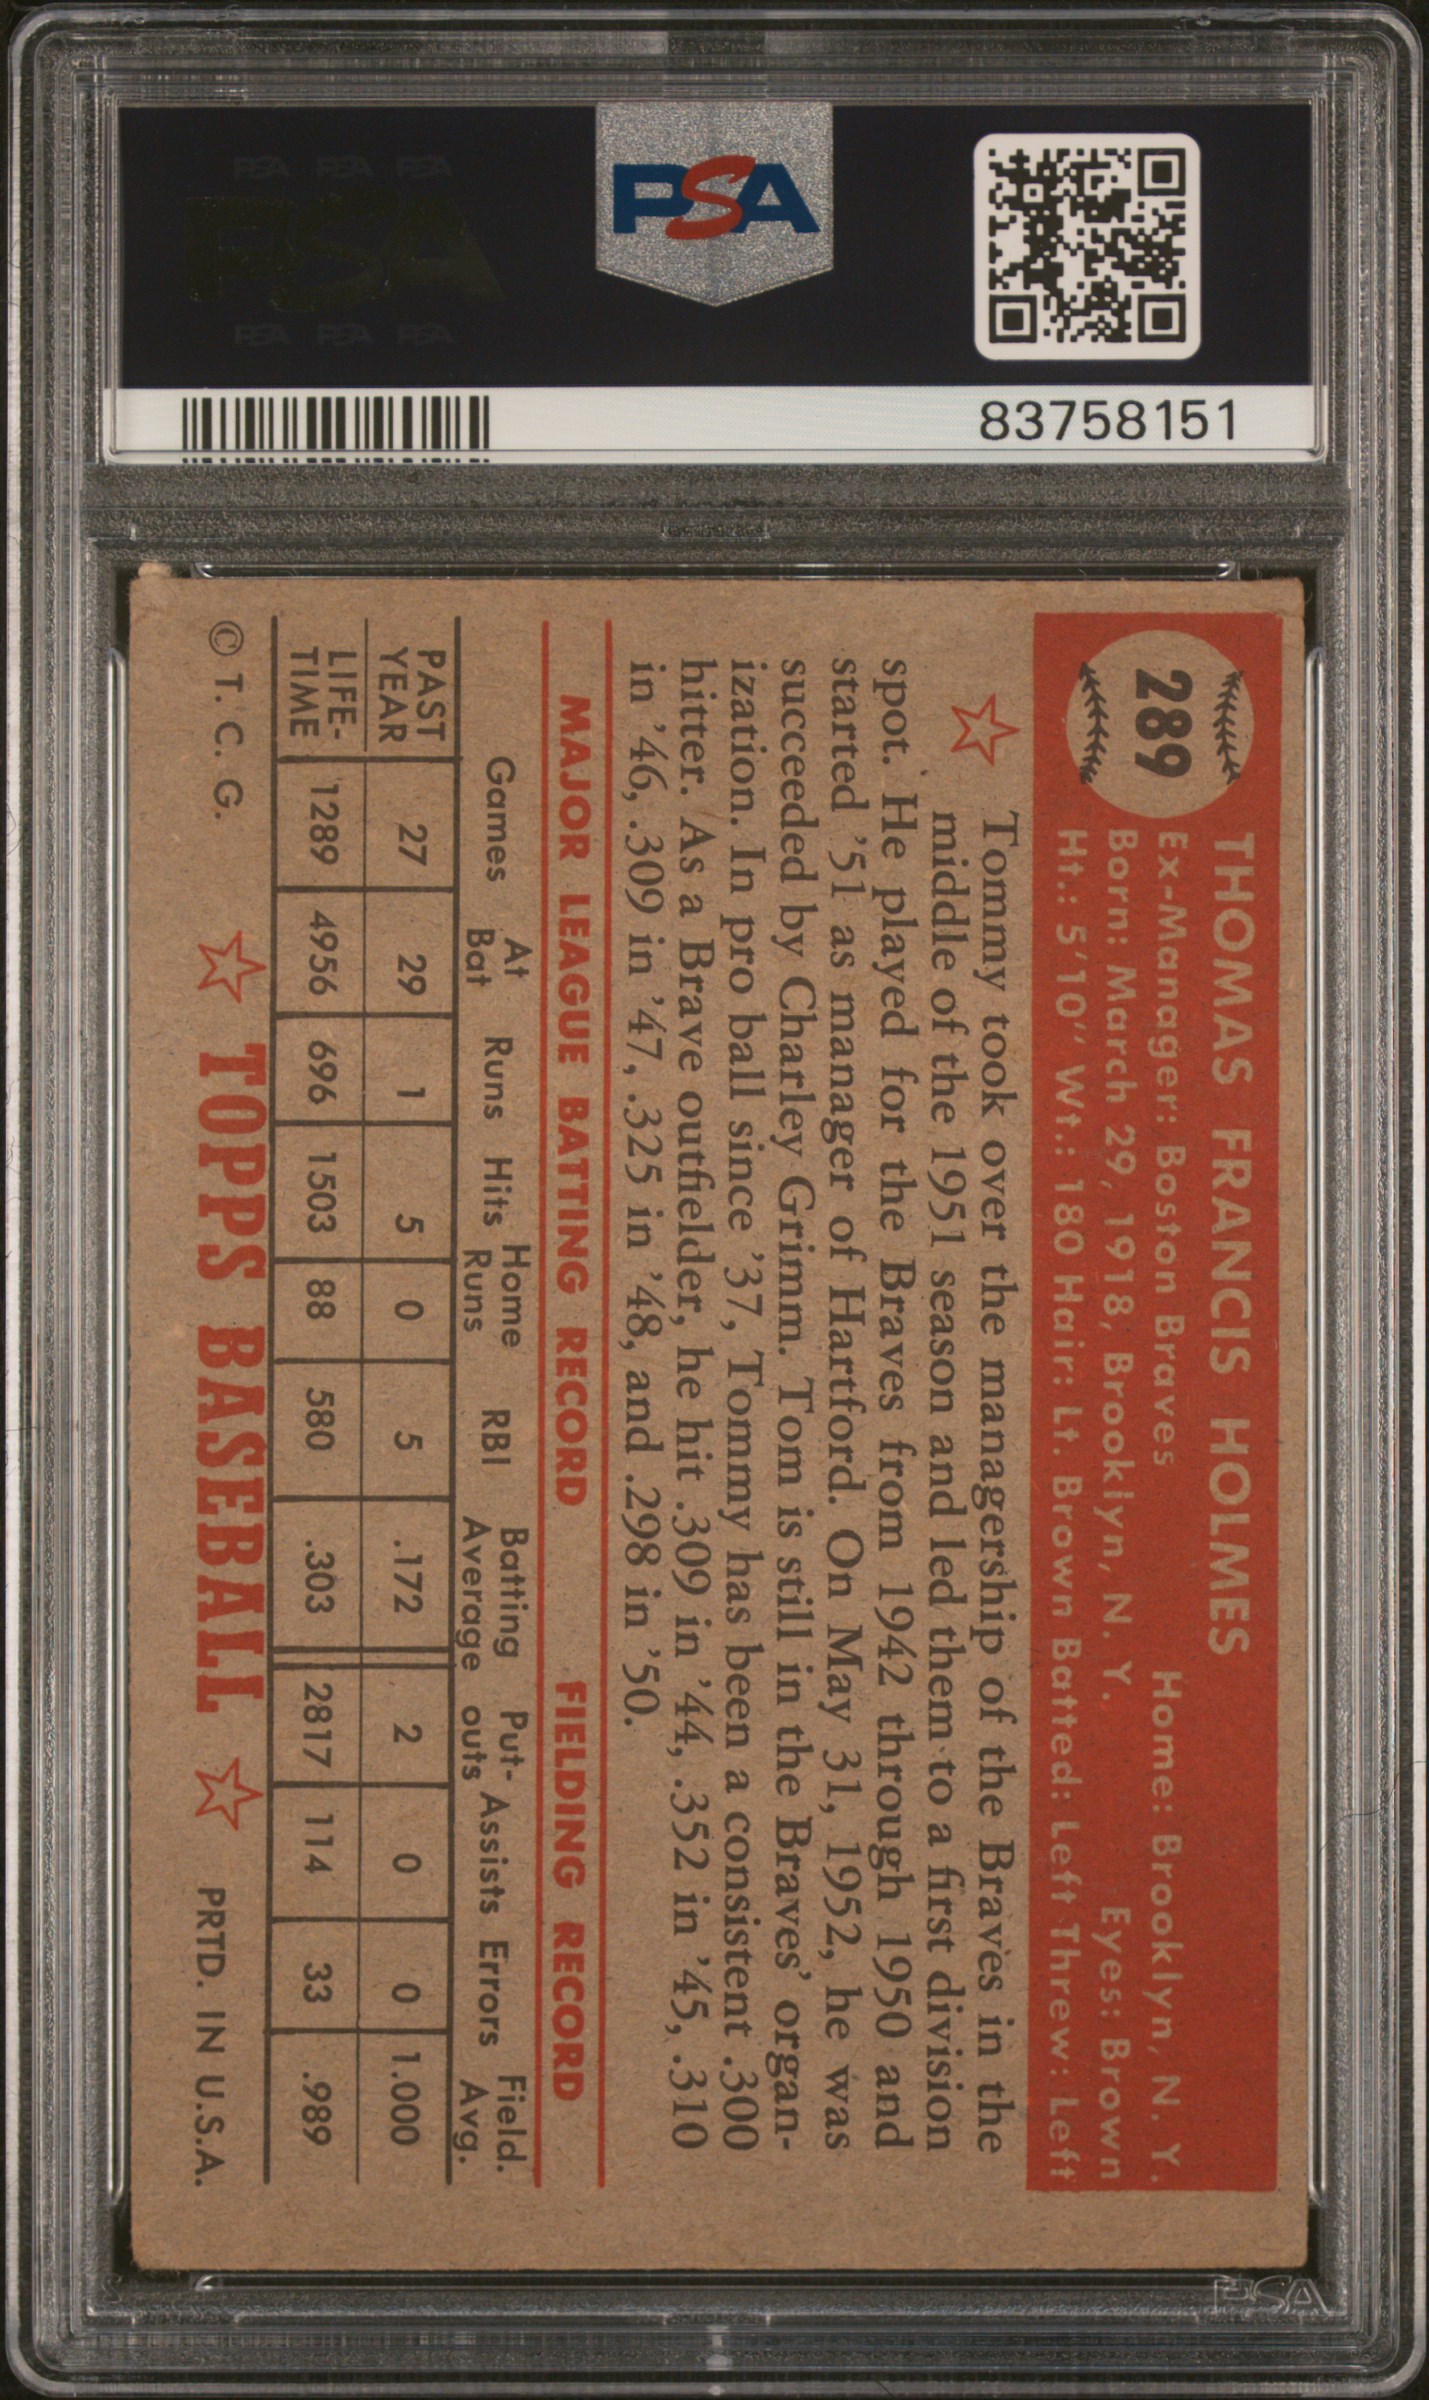 PSA PSA PSA
PSA
PSA PSA PSA
PSA
83758151
289
THOMAS FRANCIS HOLMES
Ex-Manager: Boston Braves Home: Brooklyn, N. Y.
Born: March 29, 1918, Brooklyn, N. Y. Eyes: Brown
Ht.: 5'10" Wt.: 180 Hair: Lt. Brown Batted: Left Threw: Left
Tommy took over the managership of the Braves in the
middle of the 1951 season and led them to a first division
spot. He played for the Braves from 1942 through 1950 and
started '51 as manager of Hartford. On May 31, 1952, he was
succeeded by Charley Grimm. Tom is still in the Braves' organ-
ization. In pro ball since '37, Tommy has been a consistent .300
hitter. As a Brave outfielder, he hit .309 in '44, .352 in '45, .310
in '46, .309 in '47, .325 in '48, and .298 in '50.
MAJOR LEAGUE BATTING RECORD FIELDING RECORD
Games At Bat Runs Hits Home Runs RBI Batting Average Put-outs Assists Errors Field. Avg.
PAST YEAR 27 29 1 5 0 5 .172 2 0 0 1.000
LIFE-TIME 1289 4956 696 1503 88 580 .303 2817 114 33 .989
© T. C. G. TOPPS BASEBALL PRTD. IN U.S.A.
PSA